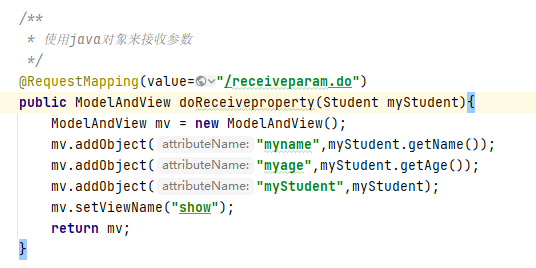 /**
 * 使用java对象来接收参数
 */
@RequestMapping(value="/receiveparam.do")
public ModelAndView doReceiveproperty(Student myStudent){
    ModelAndView mv = new ModelAndView();
    mv.addObject( attributeName: "myname",myStudent.getName());
    mv.addObject( attributeName: "myage",myStudent.getAge());
    mv.addObject( attributeName: "myStudent",myStudent);
    mv.setViewName("show");
    return mv;
}